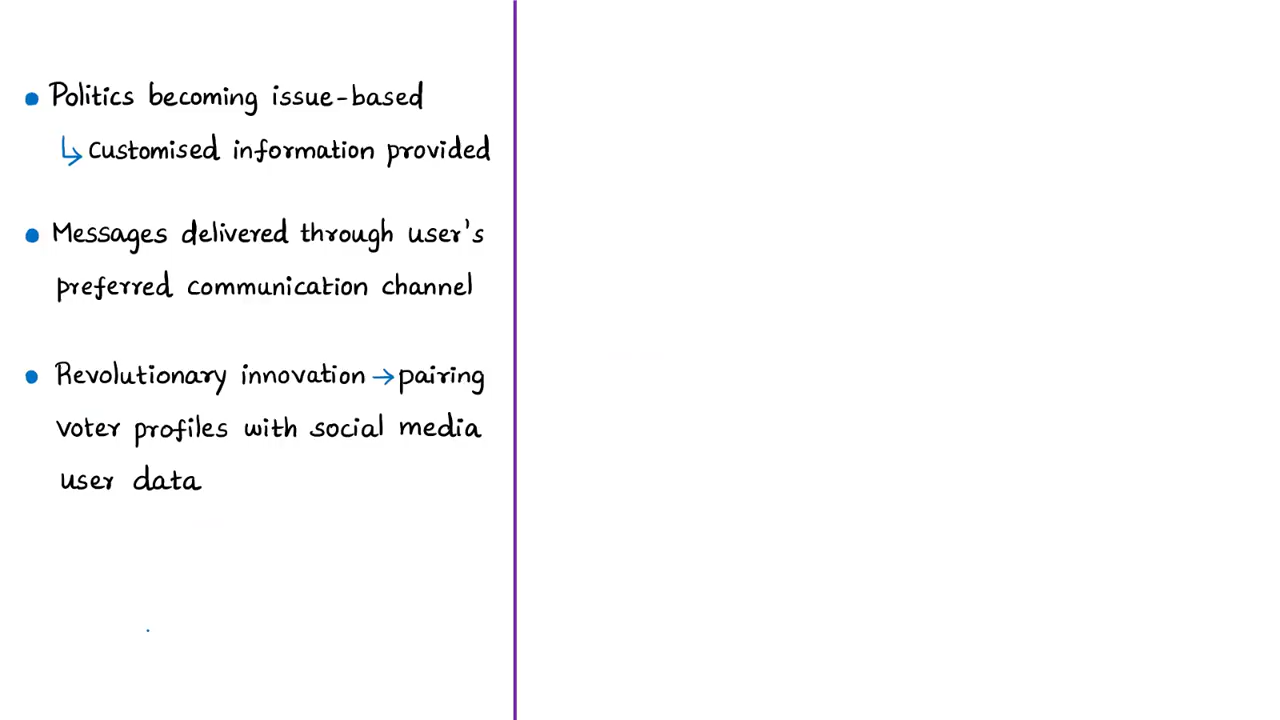 • Politics becoming issue-based
↳ customised information provided
• Messages delivered through user's
preferred communication channel
• Revolutionary innovation → pairing
voter profiles with social media
user data